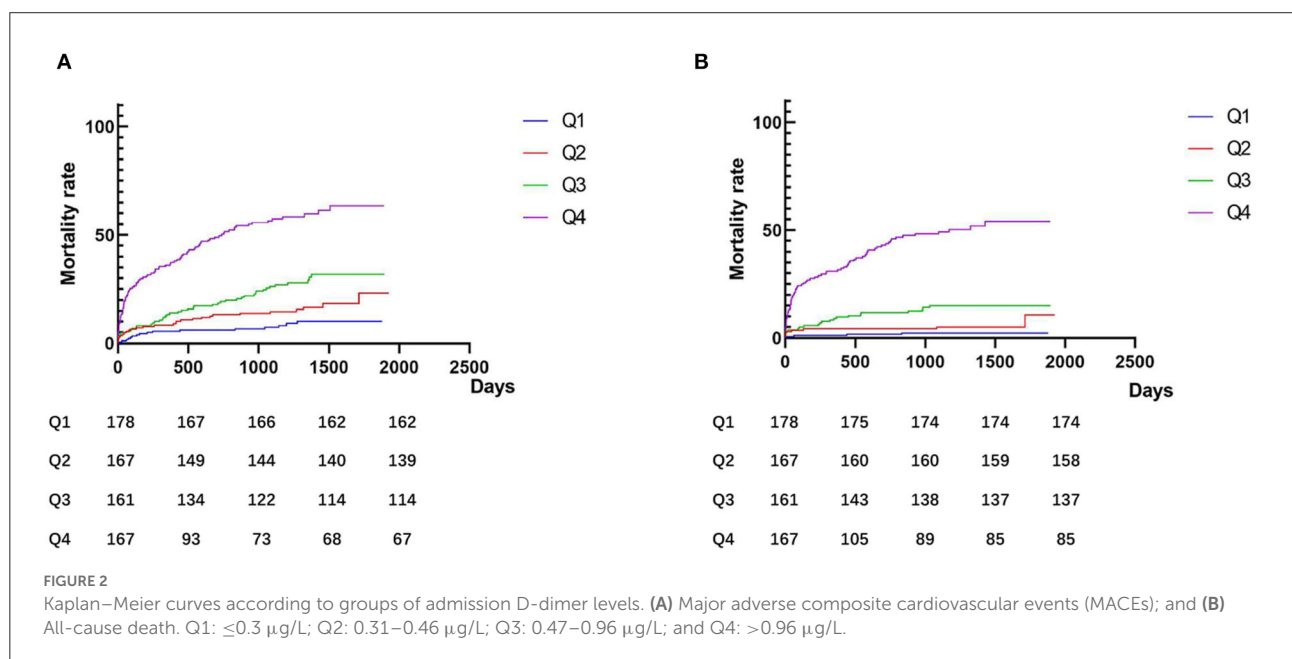 A
100
50
0
Mortality rate
0 500 1000 1500 2000 2500
Days
Q1
Q2
Q3
Q4
Q1 178 167 166 162 162
Q2 167 149 144 140 139
Q3 161 134 122 114 114
Q4 167 93 73 68 67
B
100
50
0
Mortality rate
0 500 1000 1500 2000 2500
Days
Q1
Q2
Q3
Q4
Q1 178 175 174 174 174
Q2 167 160 160 159 158
Q3 161 143 138 137 137
Q4 167 105 89 85 85
FIGURE 2
Kaplan–Meier curves according to groups of admission D-dimer levels. (A) Major adverse composite cardiovascular events (MACEs); and (B)
All-cause death. Q1: ≤0.3 μg/L; Q2: 0.31–0.46 μg/L; Q3: 0.47–0.96 μg/L; and Q4: >0.96 μg/L.